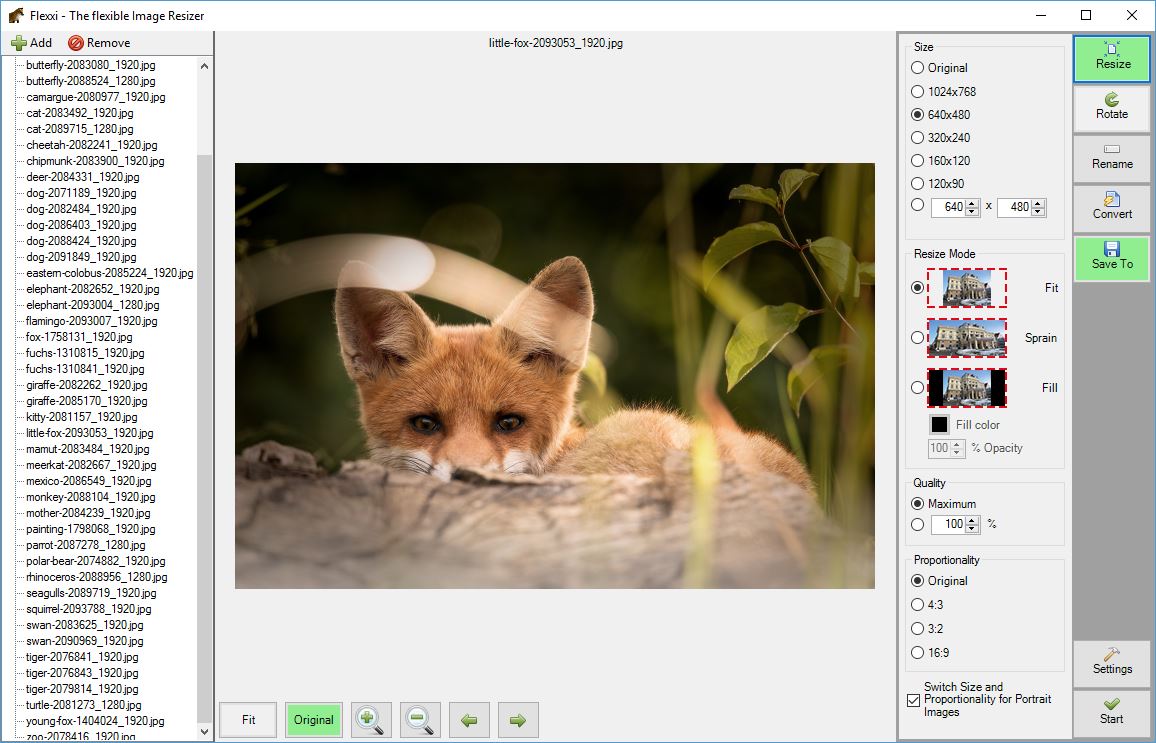 Flexxi - The flexible Image Resizer
Add Remove
butterfly-2083080_1920.jpg
butterfly-2088524_1280.jpg
camargue-2080977_1920.jpg
cat-2083492_1920.jpg
cat-2089715_1280.jpg
cheetah-2082241_1920.jpg
chipmunk-2083900_1920.jpg
deer-2084331_1920.jpg
dog-2071189_1920.jpg
dog-2082484_1920.jpg
dog-2086403_1920.jpg
dog-2088424_1920.jpg
dog-2091849_1920.jpg
eastern-colobus-2085224_1920.jpg
elephant-2082652_1920.jpg
elephant-2093004_1280.jpg
flamingo-2093007_1920.jpg
fox-1758131_1920.jpg
fuchs-1310815_1920.jpg
fuchs-1310841_1920.jpg
giraffe-2082262_1920.jpg
giraffe-2085170_1920.jpg
kitty-2081157_1920.jpg
little-fox-2093053_1920.jpg
mamut-2083484_1920.jpg
meerkat-2082667_1920.jpg
mexico-2086549_1920.jpg
monkey-2088104_1920.jpg
mother-2084239_1920.jpg
painting-1798068_1920.jpg
parrot-2087278_1280.jpg
polar-bear-2074882_1920.jpg
rhinoceros-2088956_1280.jpg
seagulls-2089719_1920.jpg
squirrel-2093788_1920.jpg
swan-2083625_1920.jpg
swan-2090969_1920.jpg
tiger-2076841_1920.jpg
tiger-2076843_1920.jpg
tiger-2079814_1920.jpg
turtle-2081273_1280.jpg
young-fox-1404024_1920.jpg
zoo-2078416_1920.jpg
little-fox-2093053_1920.jpg
Fit Original
Size
Original
1024x768
640x480
320x240
160x120
120x90
640 x 480
Resize Mode
Fit
Sprain
Fill
Fill color
100 % Opacity
Quality
Maximum
100 %
Proportionality
Original
4:3
3:2
16:9
Switch Size and
Proportionality for Portrait
Images
Resize
Rotate
Rename
Convert
Save To
Settings
Start